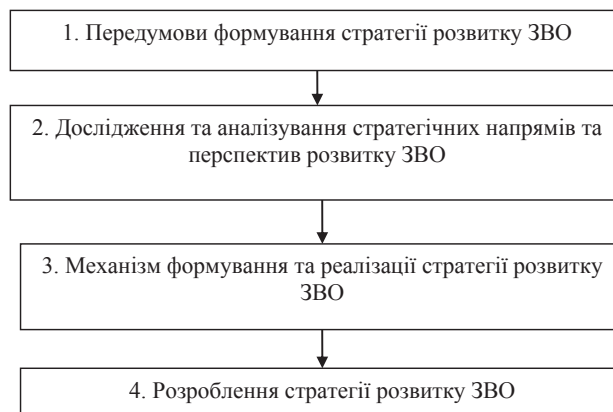 1. Передумови формування стратегії розвитку ЗВО
2. Дослідження та аналізування стратегічних напрямів та
перспектив розвитку ЗВО
3. Механізм формування та реалізації стратегії розвитку
ЗВО
4. Розроблення стратегії розвитку ЗВО